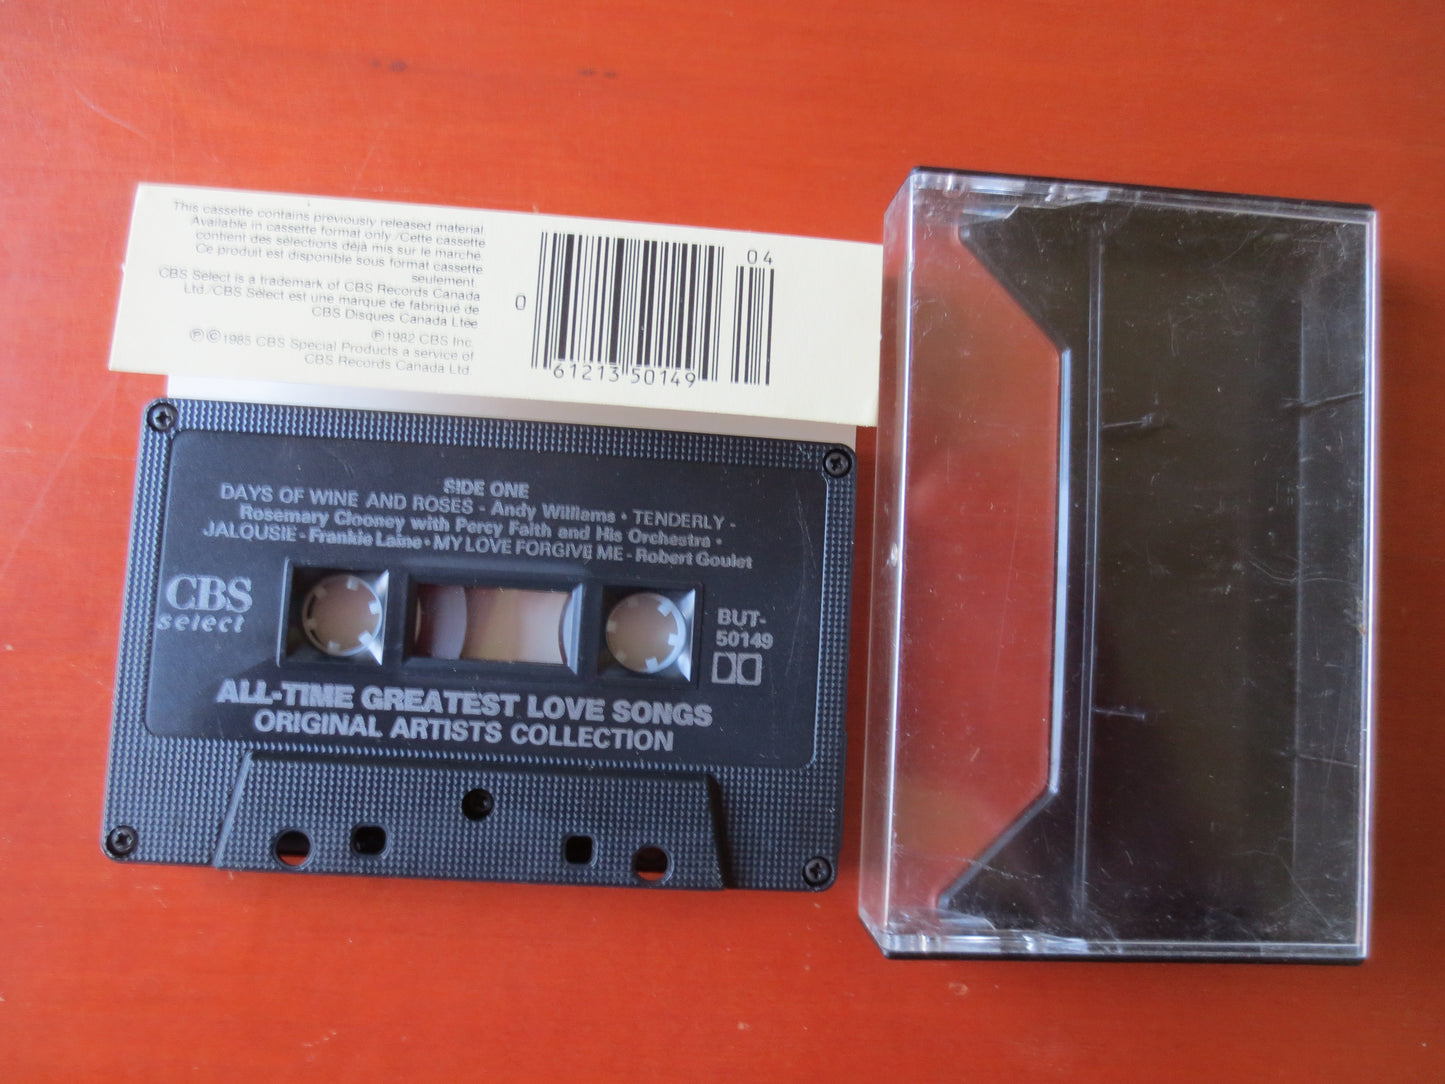 This cassette contains previously released material.
Available in cassette format only./Cette cassette
contient des sélections déjà mis sur le marché.
Ce produit est disponible sous format cassette
seulement.
CBS Select is a trademark of CBS Records Canada
Ltd./CBS Select est une marque de fabrique de
CBS Disques Canada Ltée
℗1982 CBS Inc.
℗©1985 CBS Special Products a service of
CBS Records Canada Ltd.
04
0
61213 50149
SIDE ONE
DAYS OF WINE AND ROSES - Andy Williams • TENDERLY -
Rosemary Clooney with Percy Faith and His Orchestra •
JALOUSIE - Frankie Laine • MY LOVE FORGIVE ME - Robert Goulet
CBS
select
BUT-
50149
ALL-TIME GREATEST LOVE SONGS
ORIGINAL ARTISTS COLLECTION